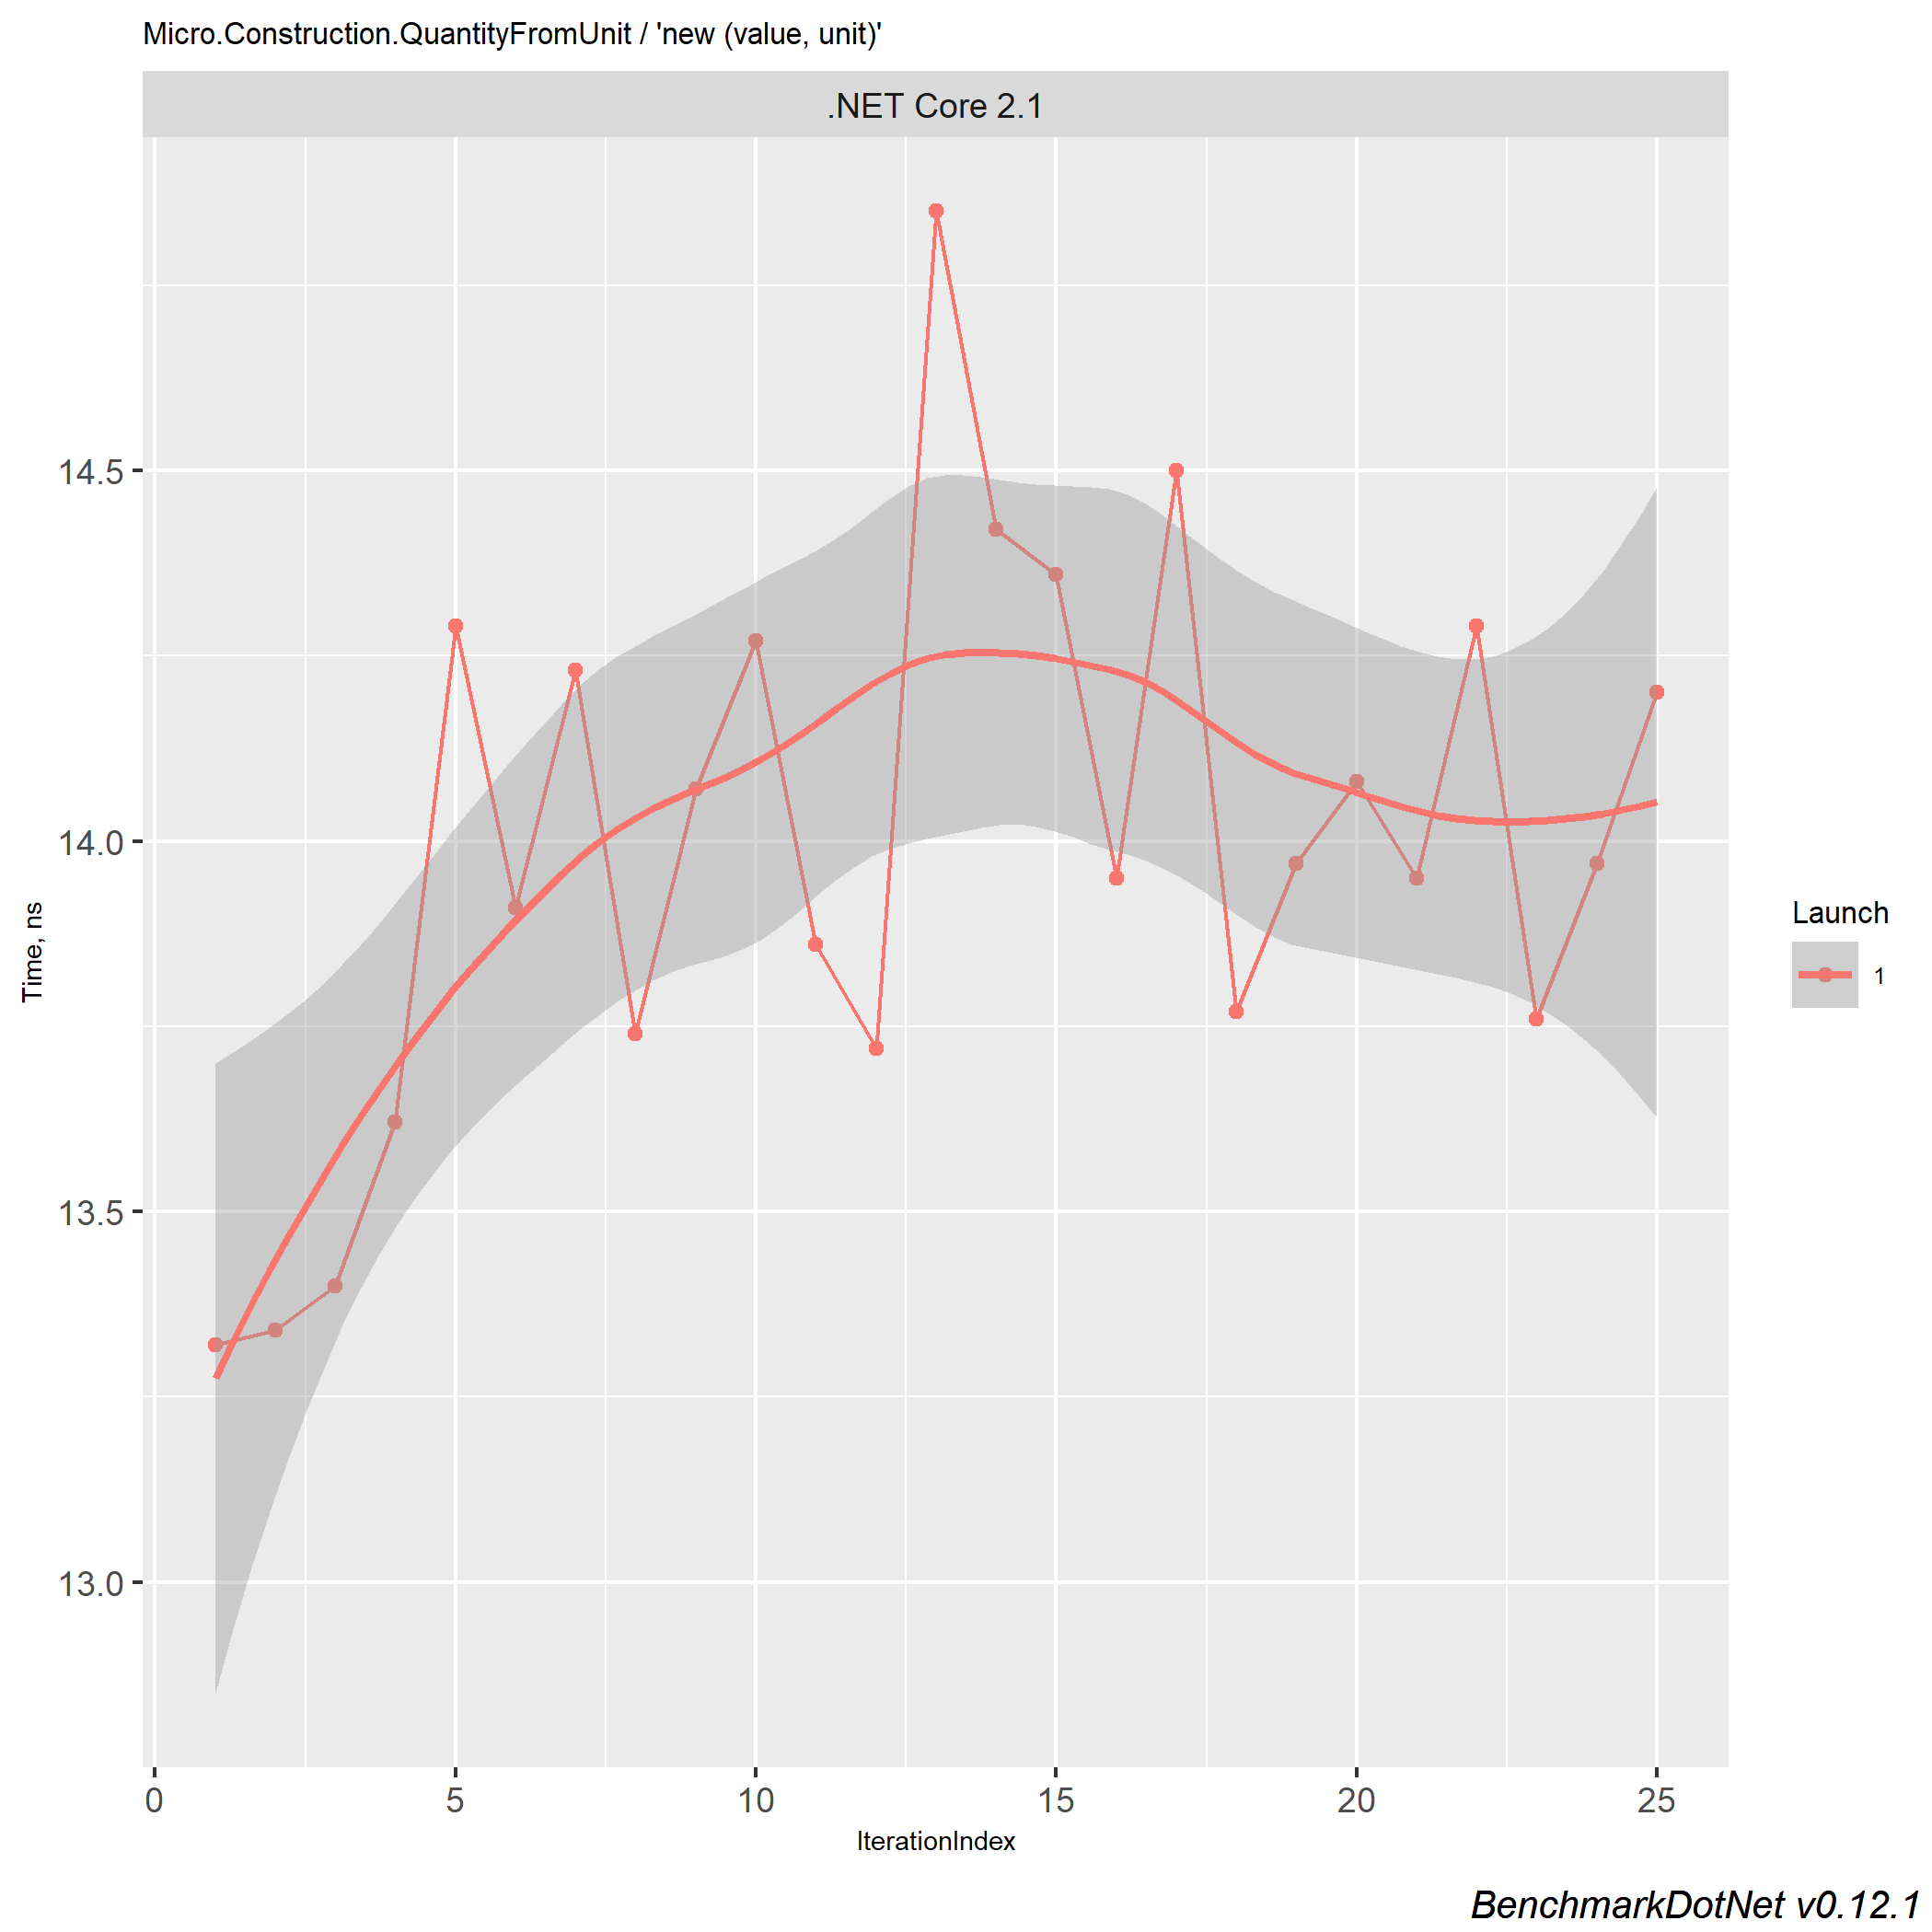 Micro.Construction.QuantityFromUnit / 'new (value, unit)'
.NET Core 2.1
14.5
14.0
13.5
13.0
Time, ns
0 5 10 15 20 25
IterationIndex
Launch
1
BenchmarkDotNet v0.12.1